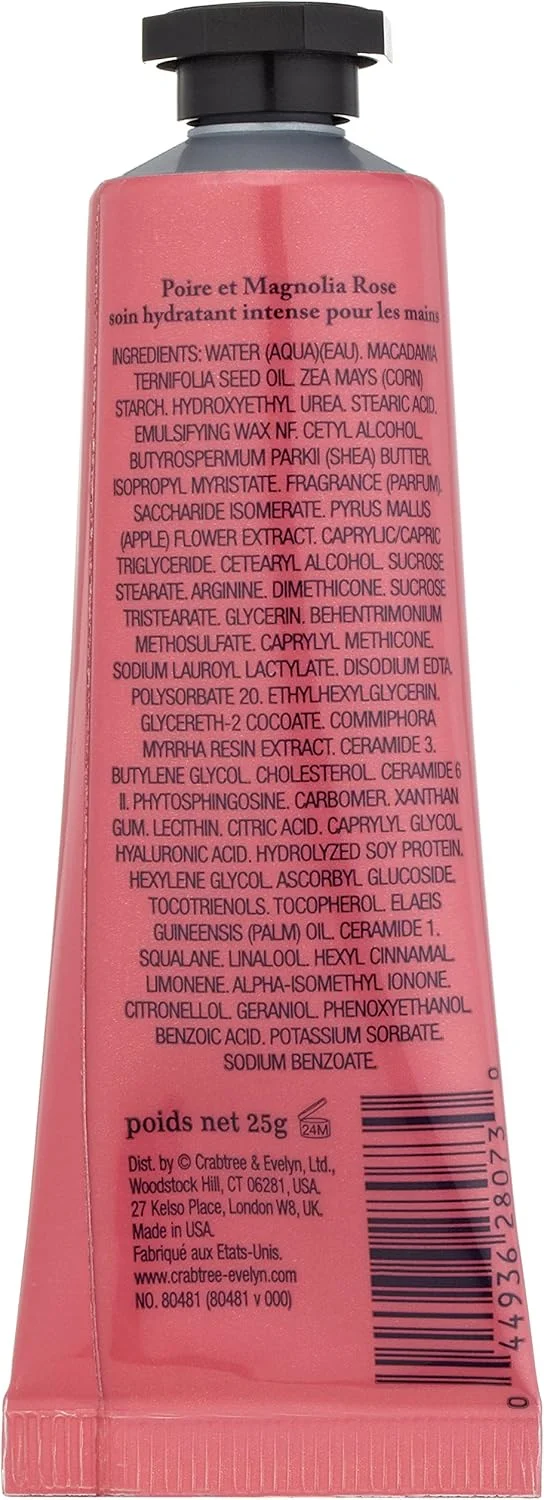 Poire et Magnolia Rose
soin hydratant intense pour les mains
INGREDIENTS: WATER (AQUA)(EAU). MACADAMIA
TERNIFOLIA SEED OIL. ZEA MAYS (CORN)
STARCH. HYDROXYETHYL UREA. STEARIC ACID.
EMULSIFYING WAX NF. CETYL ALCOHOL.
BUTYROSPERMUM PARKII (SHEA) BUTTER.
ISOPROPYL MYRISTATE. FRAGRANCE (PARFUM).
SACCHARIDE ISOMERATE. PYRUS MALUS
(APPLE) FLOWER EXTRACT. CAPRYLIC/CAPRIC
TRIGLYCERIDE. CETEARYL ALCOHOL. SUCROSE
STEARATE. ARGININE. DIMETHICONE. SUCROSE
TRISTEARATE. GLYCERIN. BEHENTRIMONIUM
METHOSULFATE. CAPRYLYL METHICONE.
SODIUM LAUROYL LACTYLATE. DISODIUM EDTA.
POLYSORBATE 20. ETHYLHEXYLGLYCERIN.
GLYCERETH-2 COCOATE. COMMIPHORA
MYRRHA RESIN EXTRACT. CERAMIDE 3.
BUTYLENE GLYCOL. CHOLESTEROL. CERAMIDE 6
II. PHYTOSPHINGOSINE. CARBOMER. XANTHAN
GUM. LECITHIN. CITRIC ACID. CAPRYLYL GLYCOL.
HYALURONIC ACID. HYDROLYZED SOY PROTEIN.
HEXYLENE GLYCOL. ASCORBYL GLUCOSIDE.
TOCOTRIENOLS. TOCOPHEROL. ELAEIS
GUINEENSIS (PALM) OIL. CERAMIDE 1.
SQUALANE. LINALOOL. HEXYL CINNAMAL.
LIMONENE. ALPHA-ISOMETHYL IONONE.
CITRONELLOL. GERANIOL. PHENOXYETHANOL.
BENZOIC ACID. POTASSIUM SORBATE.
SODIUM BENZOATE.
poids net 25g 24M
Dist. by © Crabtree & Evelyn, Ltd.,
Woodstock Hill, CT 06281, USA.
27 Kelso Place, London W8, UK.
Made in USA.
Fabriqué aux Etats-Unis.
www.crabtree-evelyn.com
NO. 80481 (80481 v 000)
0 44936 28073 0